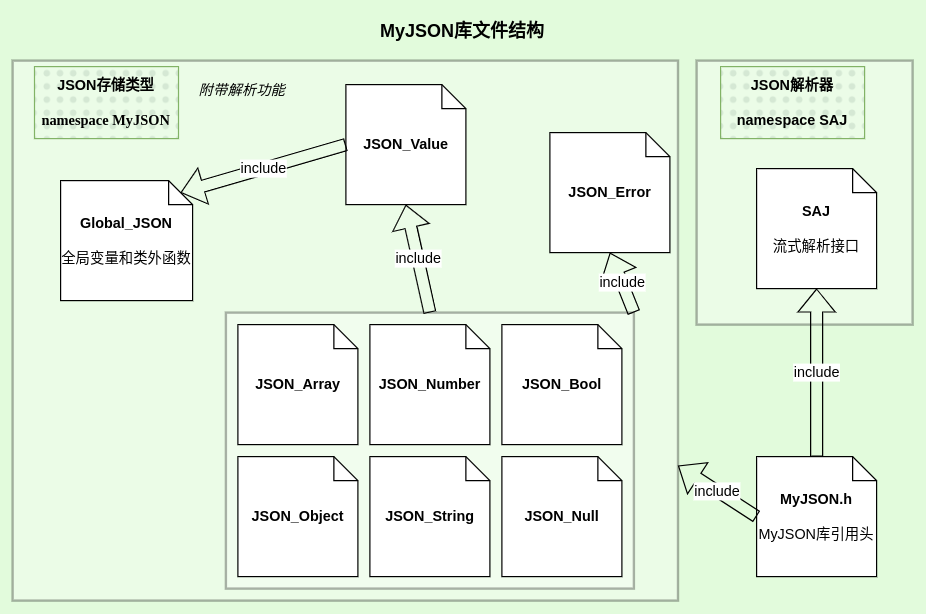 MyJSON库文件结构
JSON存储类型
namespace MyJSON
附带解析功能
JSON_Value
include
Global_JSON
全局变量和类外函数
JSON_Error
include
include
JSON_Array
JSON_Number
JSON_Bool
JSON_Object
JSON_String
JSON_Null
JSON解析器
namespace SAJ
SAJ
流式解析接口
include
include
MyJSON.h
MyJSON库引用头